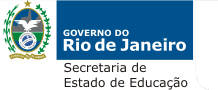 GOVERNO DO
Rio de Janeiro
Secretaria de
Estado de Educação